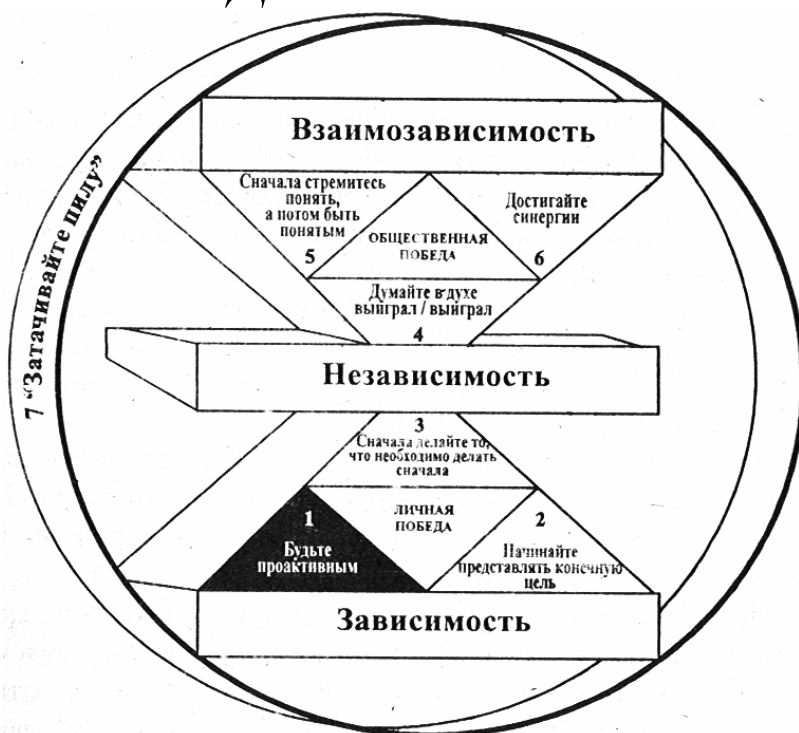 7 “Затачивайте пилу”
Взаимозависимость
Сначала стремитесь
понять,
а потом быть
понятым
5
ОБЩЕСТВЕННАЯ
ПОБЕДА
Достигайте
синергии
6
Думайте в духе
выиграл / выиграл
4
Независимость
3
Сначала делайте то,
что необходимо делать
сначала
1
Будьте
проактивным
ЛИЧНАЯ
ПОБЕДА
2
Начинайте
представлять конечную
цель
Зависимость